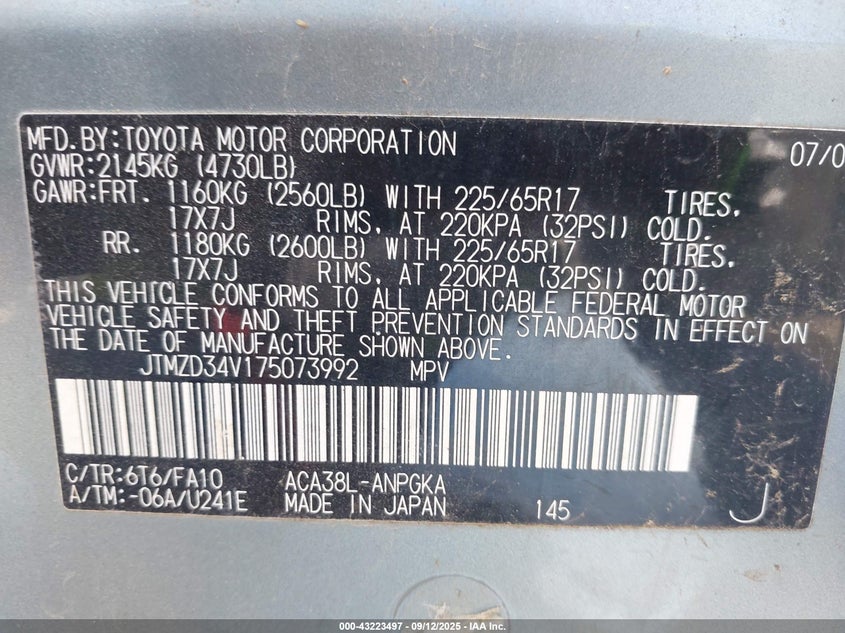 MFD.BY:TOYOTA MOTOR CORPORATION 07/0
GVWR:2145KG (4730LB)
GAWR:FRT. 1160KG (2560LB) WITH 225/65R17 TIRES,
17X7J RIMS, AT 220KPA (32PSI) COLD.
RR. 1180KG (2600LB) WITH 225/65R17 TIRES,
17X7J RIMS, AT 220KPA (32PSI) COLD.
THIS VEHICLE CONFORMS TO ALL APPLICABLE FEDERAL MOTOR
VEHICLE SAFETY AND THEFT PREVENTION STANDARDS IN EFFECT ON
THE DATE OF MANUFACTURE SHOWN ABOVE.
JTMZD34V175073992 MPV
C/TR:6T6/FA10 ACA38L-ANPGKA
A/TM:-06A/U241E MADE IN JAPAN 145 J
000-43223497 - 09/12/2025 - IAA Inc.